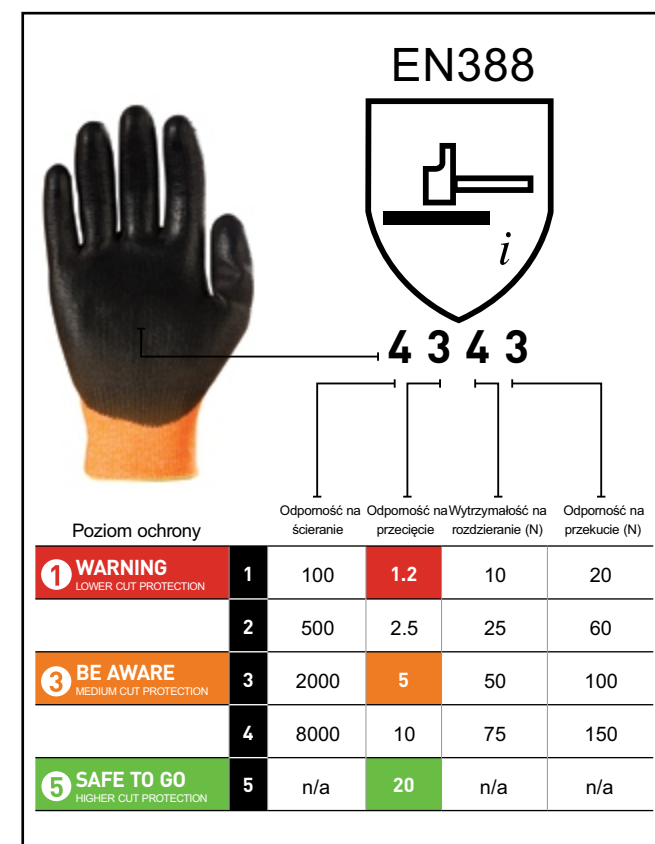 EN388
i
4 3 4 3
Poziom ochrony
Odporność na ścieranie
Odporność na przecięcie
Wytrzymałość na rozdzieranie (N)
Odporność na przekucie (N)
1 WARNING
LOWER CUT PROTECTION
1 100 1.2 10 20
2 500 2.5 25 60
3 BE AWARE
MEDIUM CUT PROTECTION
3 2000 5 50 100
4 8000 10 75 150
5 SAFE TO GO
HIGHER CUT PROTECTION
5 n/a 20 n/a n/a